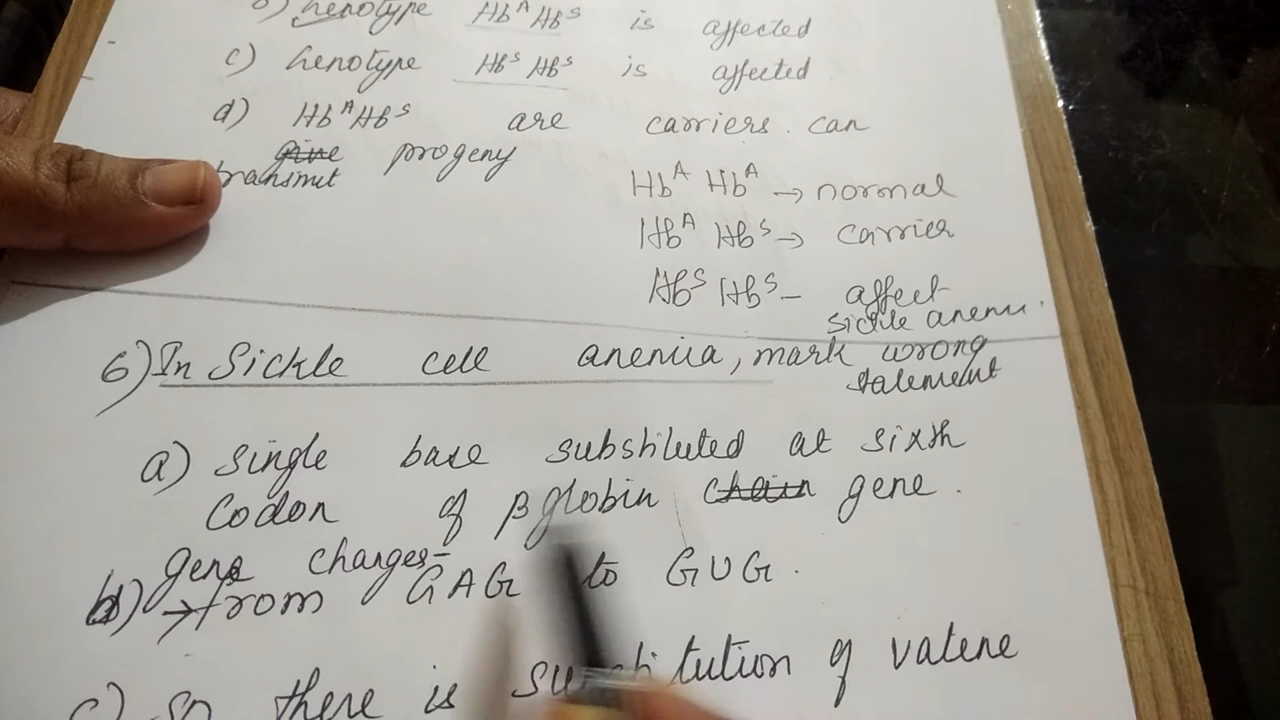 b) Genotype Hb^A Hb^S is affected
c) Genotype Hb^S Hb^S is affected
d) Hb^A Hb^S are carriers. can
give progeny
transmit
Hb^A Hb^A → normal
Hb^A Hb^S → carrier
Hb^S Hb^S - affect
sickle anemi.
6) In Sickle cell anemia, mark wrong
statement
a) Single base substituted at sixth
Codon of β globin chain gene.
gene changes-
b) → from GAG to GUG.
c) So there is substitution of valene